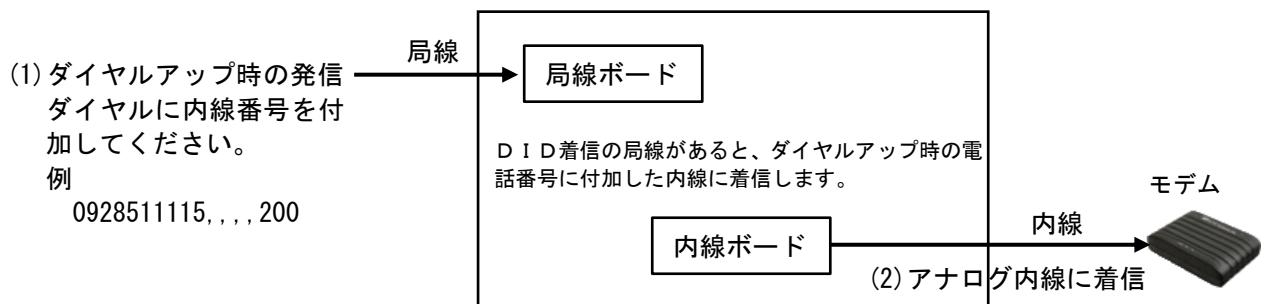 局線
(1)ダイヤルアップ時の発信
ダイヤルに内線番号を付
加してください。
例
0928511115,,,,200
局線ボード
ＤＩＤ着信の局線があると、ダイヤルアップ時の電
話番号に付加した内線に着信します。
内線ボード
内線
モデム
(2)アナログ内線に着信